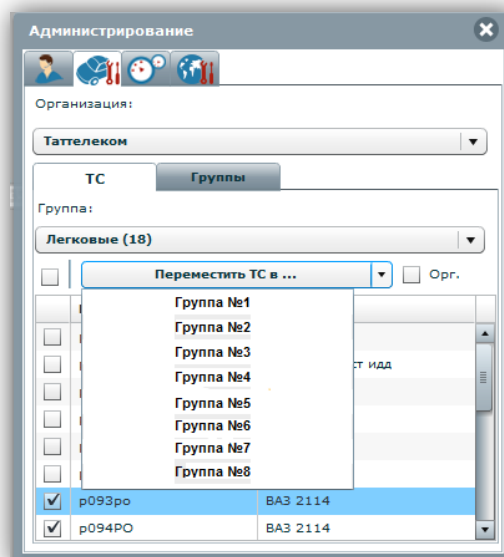 Администрирование
Организация:
Таттелеком
ТС
Группы
Группа:
Легковые (18)
Переместить ТС в ...
Орг.
Группа №1
Группа №2
Группа №3
Группа №4
идд
Группа №5
Группа №6
Группа №7
Группа №8
р093ро ВАЗ 2114
р094РО ВАЗ 2114